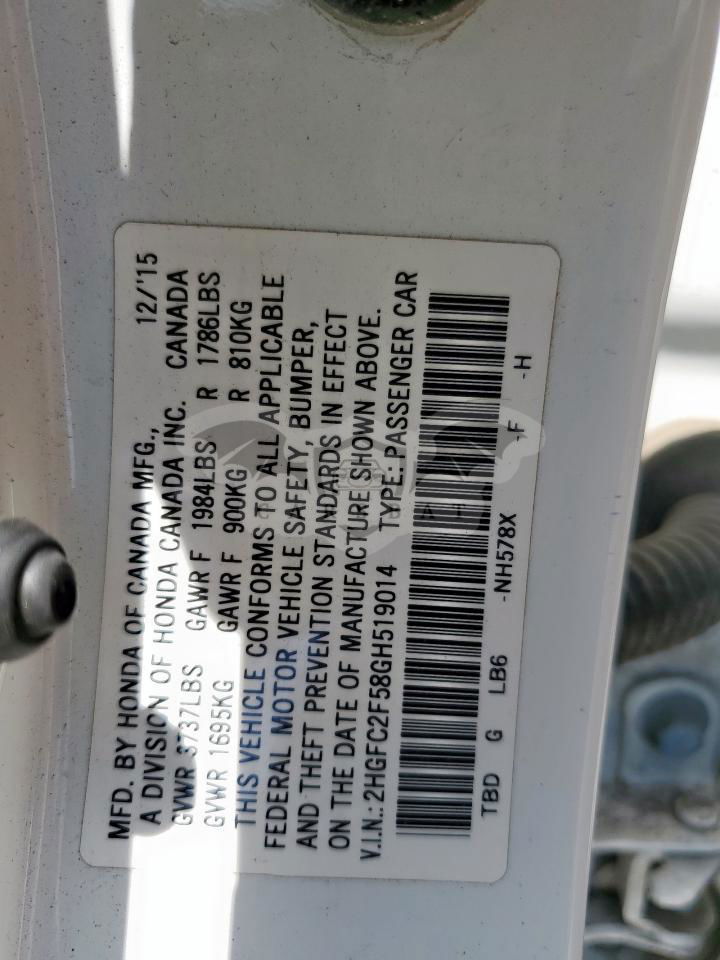 MFD. BY HONDA OF CANADA MFG., 12/'15
A DIVISION OF HONDA CANADA INC. CANADA
GVWR 3737LBS GAWR F 1984LBS R 1786LBS
GVWR 1695KG GAWR F 900KG R 810KG
THIS VEHICLE CONFORMS TO ALL APPLICABLE
FEDERAL MOTOR VEHICLE SAFETY, BUMPER,
AND THEFT PREVENTION STANDARDS IN EFFECT
ON THE DATE OF MANUFACTURE SHOWN ABOVE.
V.I.N.: 2HGFC2F58GH519014 TYPE: PASSENGER CAR
TBD G LB6 -NH578X -F -H